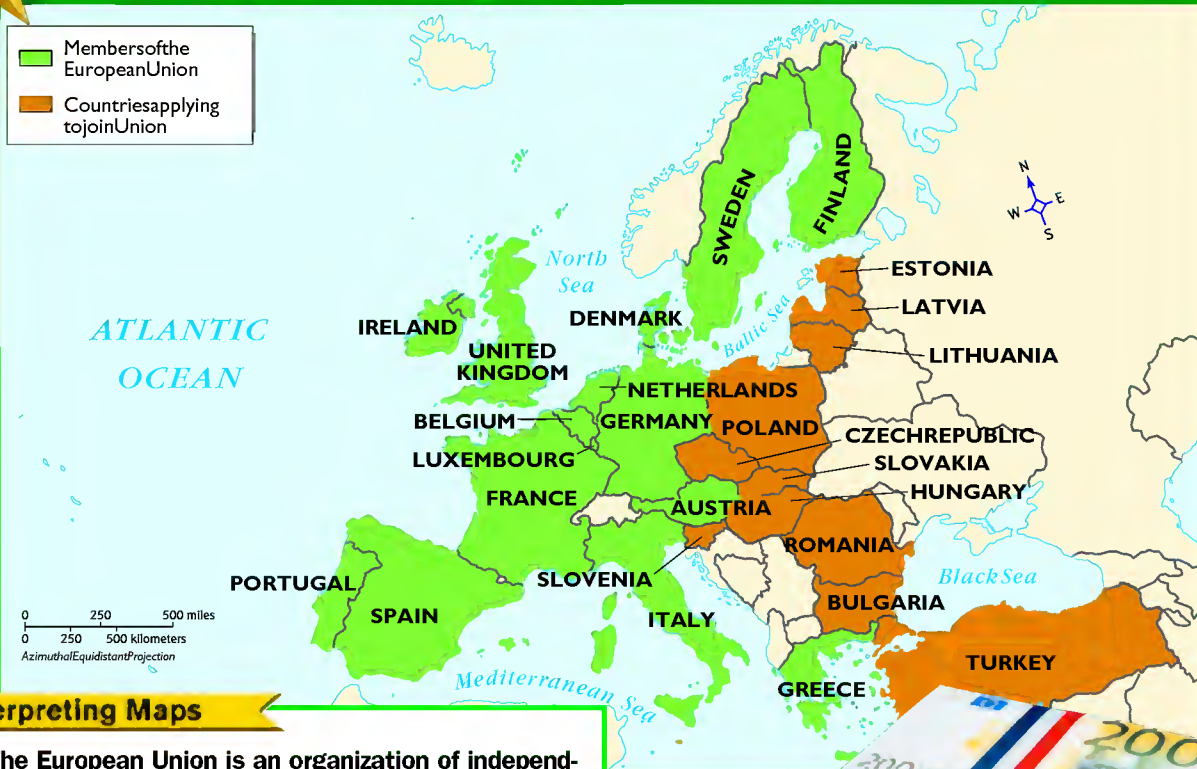 Membersofthe
EuropeanUnion
Countriesapplying
tojoinUnion
N
W E
S
SWEDEN
FINLAND
North
Sea
ESTONIA
LATVIA
LITHUANIA
Baltic Sea
DENMARK
IRELAND
UNITED
KINGDOM
ATLANTIC
OCEAN
NETHERLANDS
BELGIUM
GERMANY
POLAND
CZECHREPUBLIC
LUXEMBOURG
SLOVAKIA
FRANCE
HUNGARY
AUSTRIA
ROMANIA
SLOVENIA
BlackSea
PORTUGAL
SPAIN
ITALY
BULGARIA
TURKEY
GREECE
Mediterranean Sea
0 250 500 miles
0 250 500 kilometers
AzimuthalEquidistantProjection
erpreting Maps
he European Union is an organization of independ-
200
200